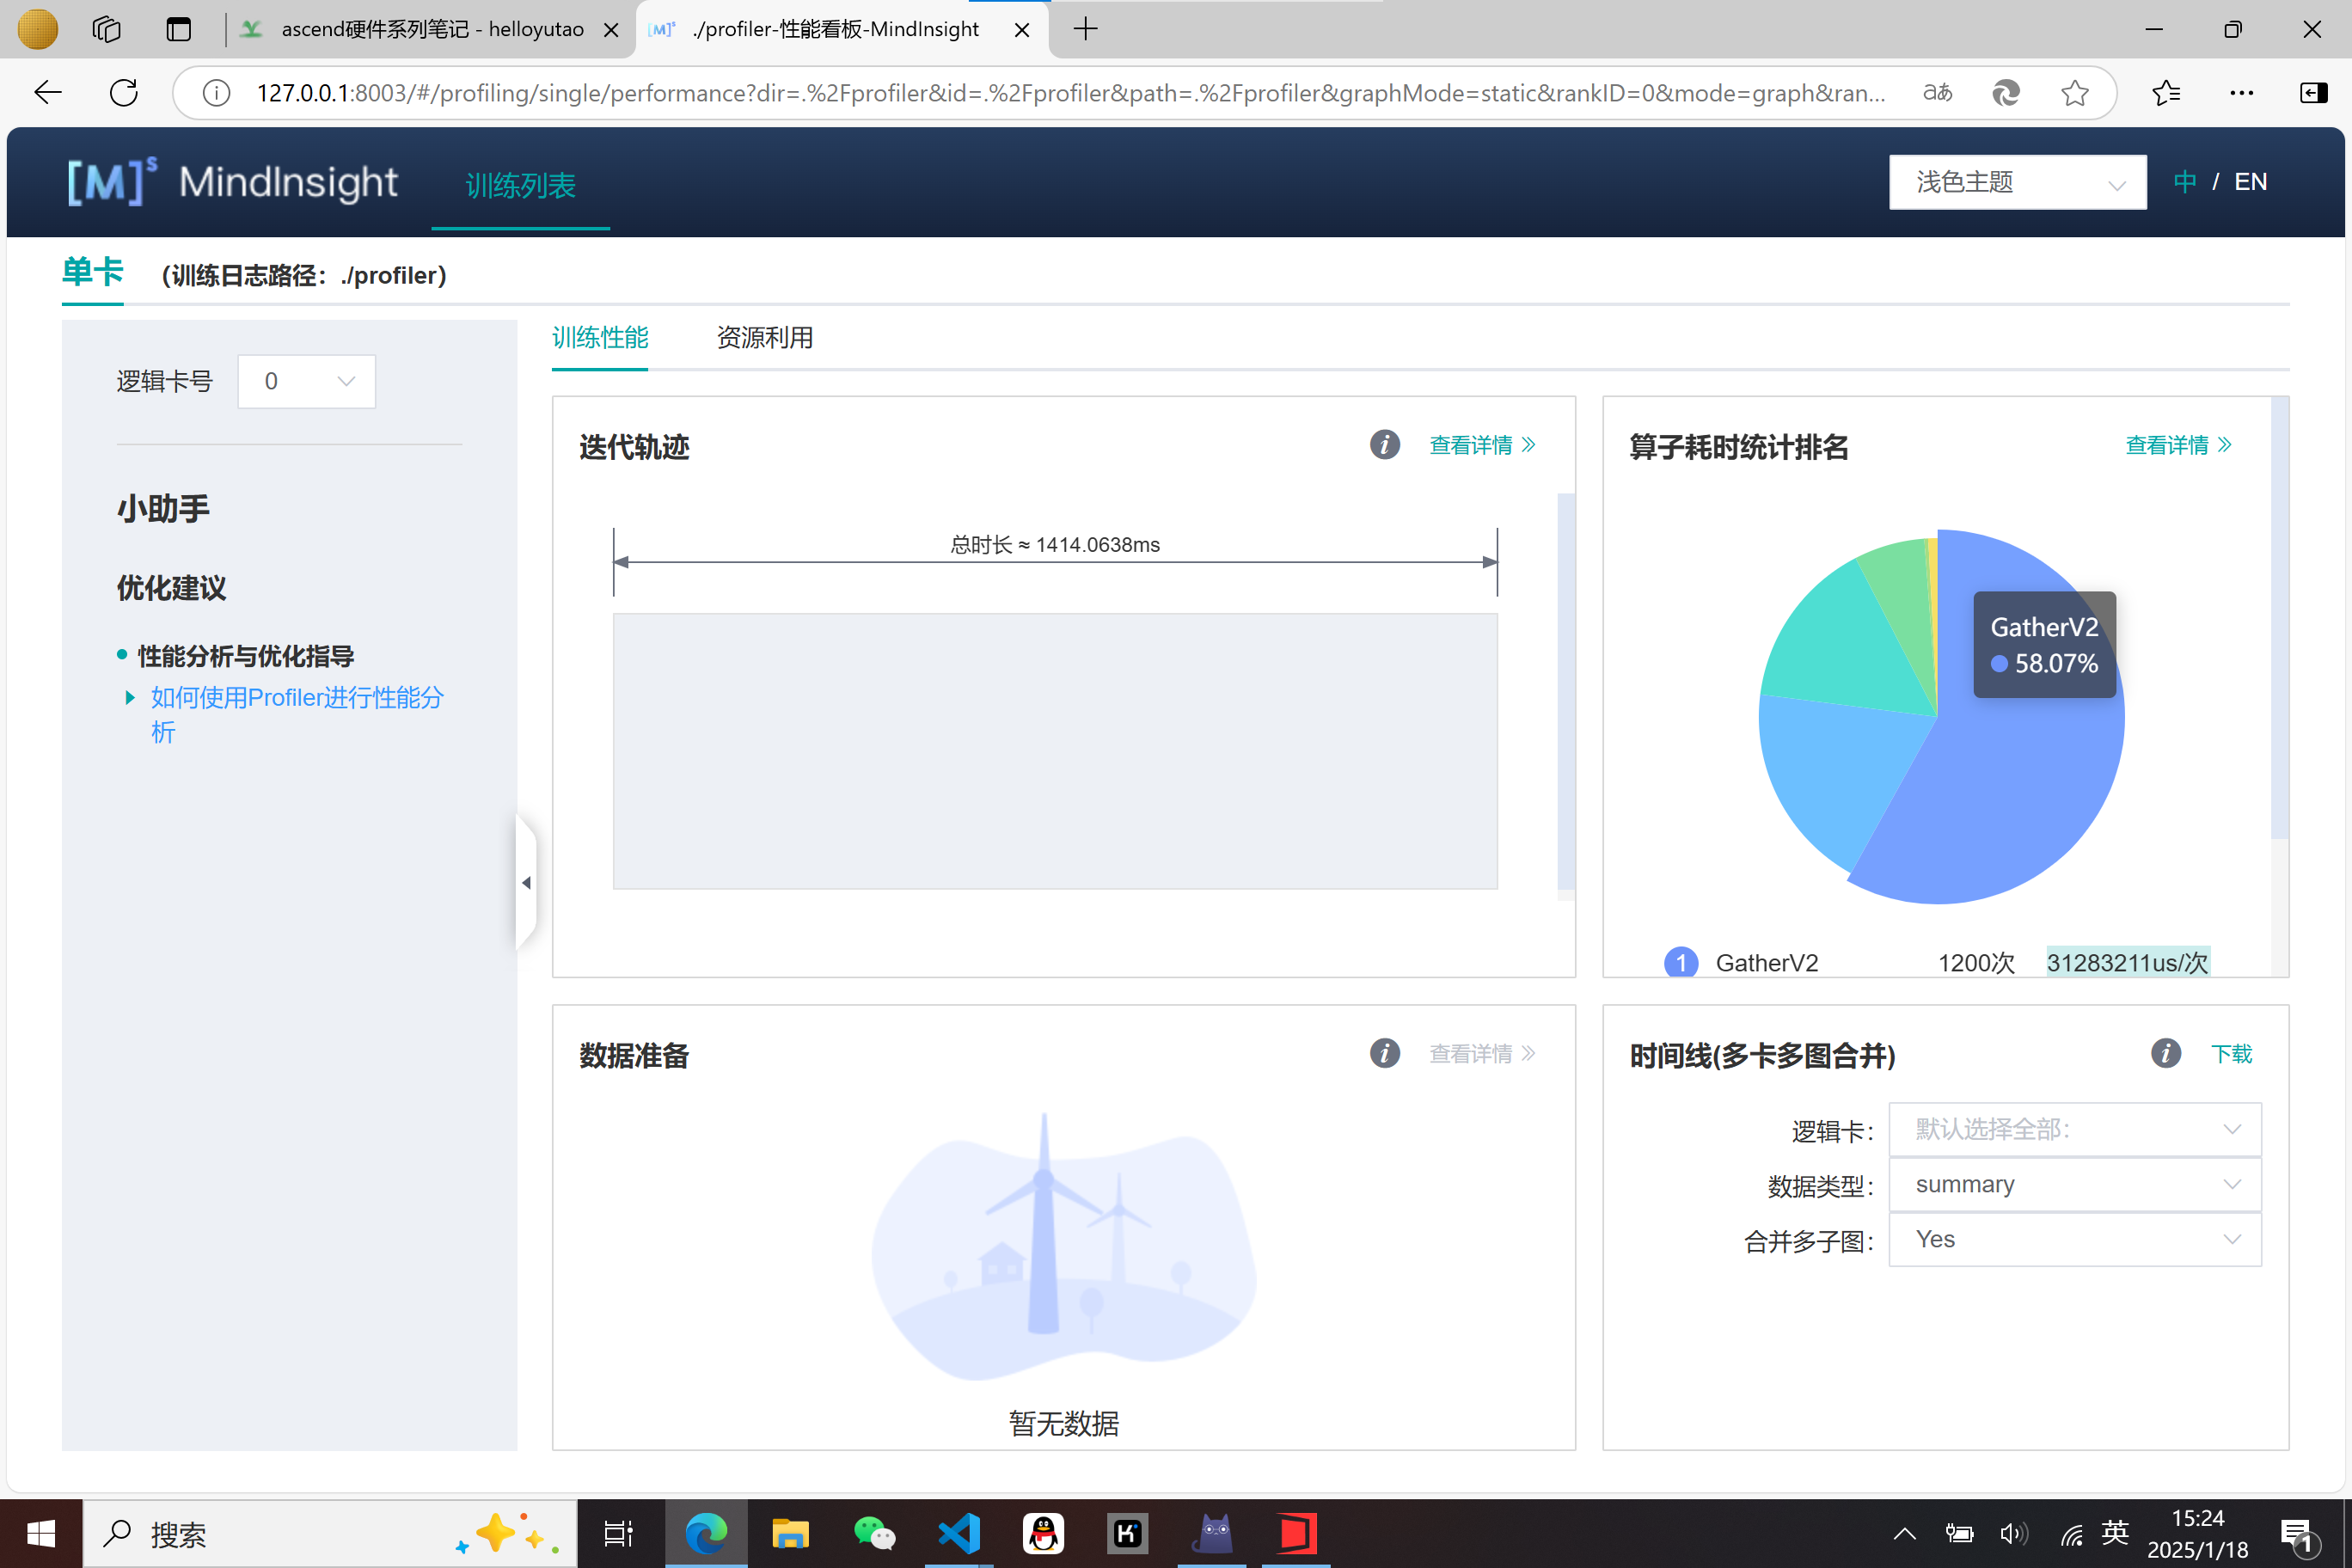 ascend硬件系列笔记 - helloyutao
[M]ˢ ./profiler-性能看板-MindInsight
127.0.0.1:8003/#/profiling/single/performance?dir=.%2Fprofiler&id=.%2Fprofiler&path=.%2Fprofiler&graphMode=static&rankID=0&mode=graph&ran...
[M]ˢ MindInsight
训练列表
浅色主题
中 / EN
单卡 (训练日志路径：./profiler)
逻辑卡号 0
小助手
优化建议
性能分析与优化指导
如何使用Profiler进行性能分
析
训练性能 资源利用
迭代轨迹
查看详情
总时长 ≈ 1414.0638ms
算子耗时统计排名
查看详情
GatherV2
58.07%
1 GatherV2 1200次 31283211us/次
数据准备
查看详情
暂无数据
时间线(多卡多图合并)
下载
逻辑卡： 默认选择全部：
数据类型： summary
合并多子图： Yes
搜索
英
15:24
2025/1/18
1